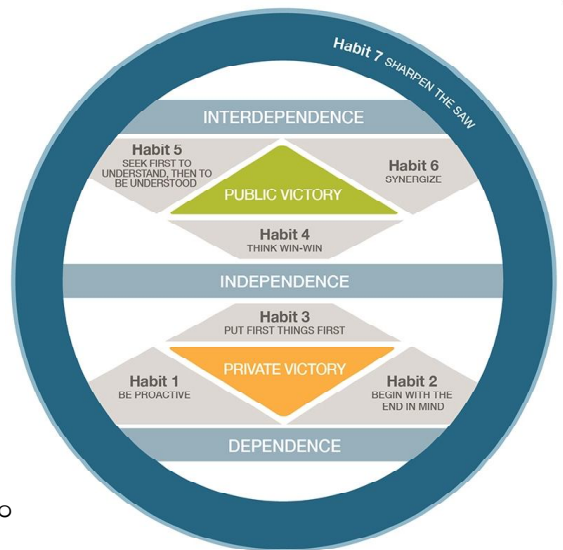 Habit 7 SHARPEN THE SAW
INTERDEPENDENCE
Habit 5
SEEK FIRST TO
UNDERSTAND, THEN TO
BE UNDERSTOOD
Habit 6
SYNERGIZE
PUBLIC VICTORY
Habit 4
THINK WIN-WIN
INDEPENDENCE
Habit 3
PUT FIRST THINGS FIRST
PRIVATE VICTORY
Habit 1
BE PROACTIVE
Habit 2
BEGIN WITH THE
END IN MIND
DEPENDENCE
o